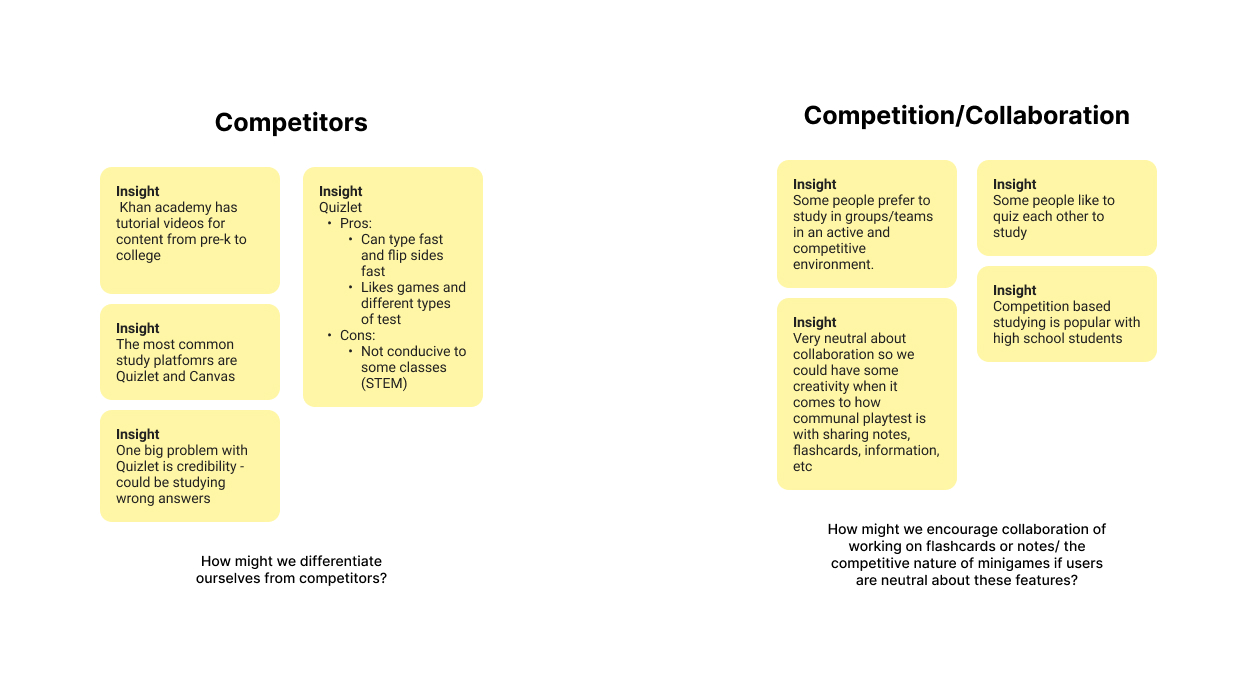 Competitors
Insight
Khan academy has
tutorial videos for
content from pre-k to
college
Insight
The most common
study platfomrs are
Quizlet and Canvas
Insight
One big problem with
Quizlet is credibility -
could be studying
wrong answers
Insight
Quizlet
• Pros:
• Can type fast
and flip sides
fast
• Likes games and
different types
of test
• Cons:
• Not conducive to
some classes
(STEM)
How might we differentiate
ourselves from competitors?
Competition/Collaboration
Insight
Some people prefer to
study in groups/teams
in an active and
competitive
environment.
Insight
Very neutral about
collaboration so we
could have some
creativity when it
comes to how
communal playtest is
with sharing notes,
flashcards, information,
etc
Insight
Some people like to
quiz each other to
study
Insight
Competition based
studying is popular with
high school students
How might we encourage collaboration of
working on flashcards or notes/ the
competitive nature of minigames if users
are neutral about these features?